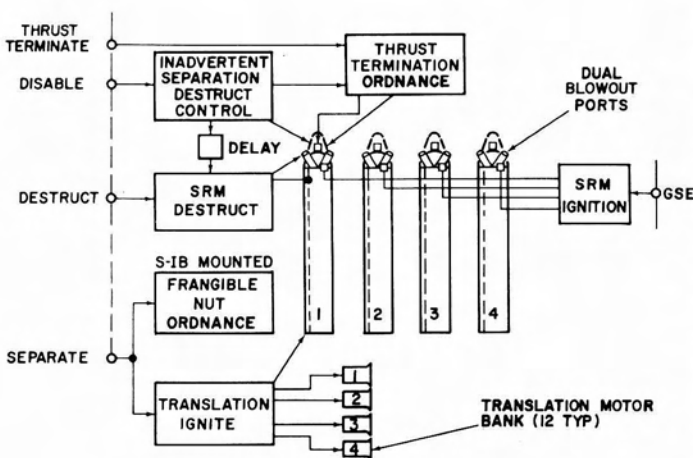 THRUST
TERMINATE
DISABLE
INADVERTENT
SEPARATION
DESTRUCT
CONTROL
THRUST
TERMINATION
ORDNANCE
DUAL
BLOWOUT
PORTS
DELAY
DESTRUCT
SRM
DESTRUCT
SRM
IGNITION
GSE
S-IB MOUNTED
FRANGIBLE
NUT
ORDNANCE
1
2
3
4
SEPARATE
TRANSLATION
IGNITE
1
2
3
4
TRANSLATION MOTOR
BANK (12 TYP)